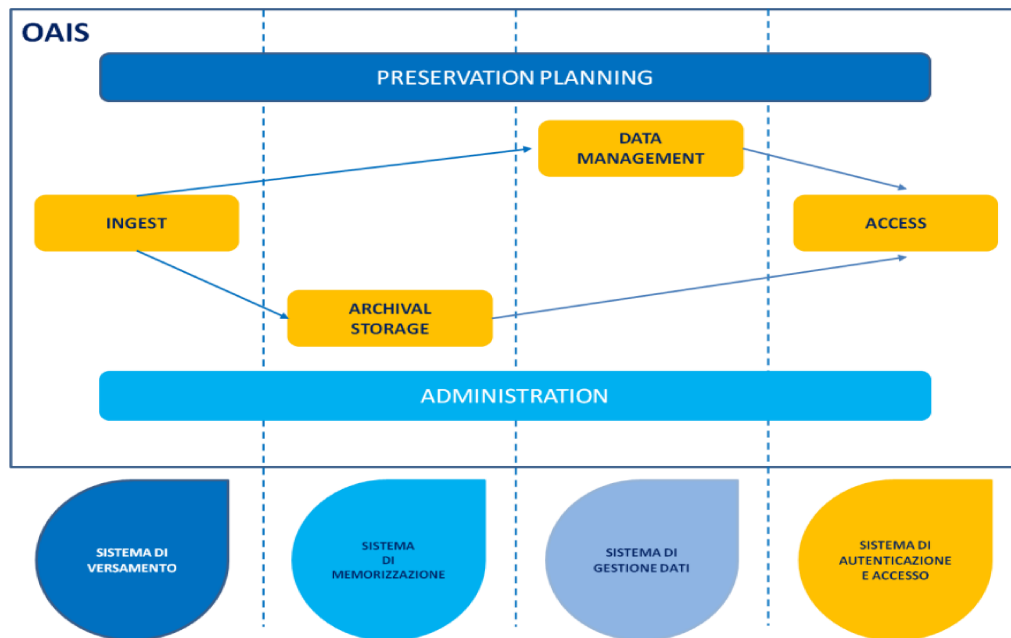 OAIS
PRESERVATION PLANNING
DATA
MANAGEMENT
INGEST
ACCESS
ARCHIVAL
STORAGE
ADMINISTRATION
SISTEMA DI
VERSAMENTO
SISTEMA
DI
MEMORIZZAZIONE
SISTEMA DI
GESTIONE DATI
SISTEMA DI
AUTENTICAZIONE
E ACCESSO